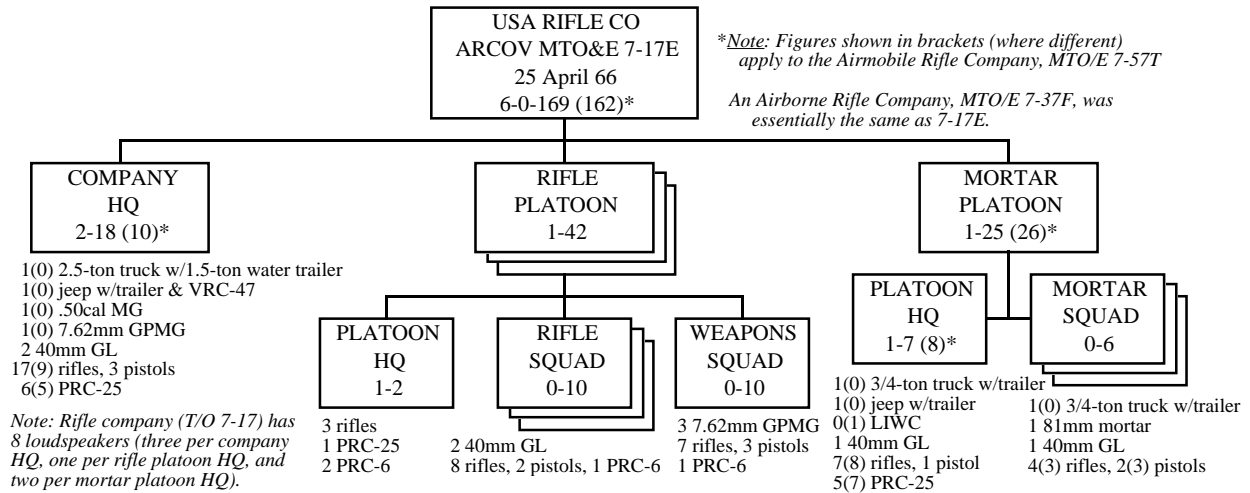 USA RIFLE CO
ARCOV MTO&E 7-17E
25 April 66
6-0-169 (162)*
*Note: Figures shown in brackets (where different)
apply to the Airmobile Rifle Company, MTO/E 7-57T
An Airborne Rifle Company, MTO/E 7-37F, was
essentially the same as 7-17E.
COMPANY
HQ
2-18 (10)*
1(0) 2.5-ton truck w/1.5-ton water trailer
1(0) jeep w/trailer & VRC-47
1(0) .50cal MG
1(0) 7.62mm GPMG
2 40mm GL
17(9) rifles, 3 pistols
6(5) PRC-25
Note: Rifle company (T/O 7-17) has
8 loudspeakers (three per company
HQ, one per rifle platoon HQ, and
two per mortar platoon HQ).
RIFLE
PLATOON
1-42
PLATOON
HQ
1-2
3 rifles
1 PRC-25
2 PRC-6
RIFLE
SQUAD
0-10
2 40mm GL
8 rifles, 2 pistols, 1 PRC-6
WEAPONS
SQUAD
0-10
3 7.62mm GPMG
7 rifles, 3 pistols
1 PRC-6
MORTAR
PLATOON
1-25 (26)*
PLATOON
HQ
1-7 (8)*
1(0) 3/4-ton truck w/trailer
1(0) jeep w/trailer
0(1) LIWC
1 40mm GL
7(8) rifles, 1 pistol
5(7) PRC-25
MORTAR
SQUAD
0-6
1(0) 3/4-ton truck w/trailer
1 81mm mortar
1 40mm GL
4(3) rifles, 2(3) pistols